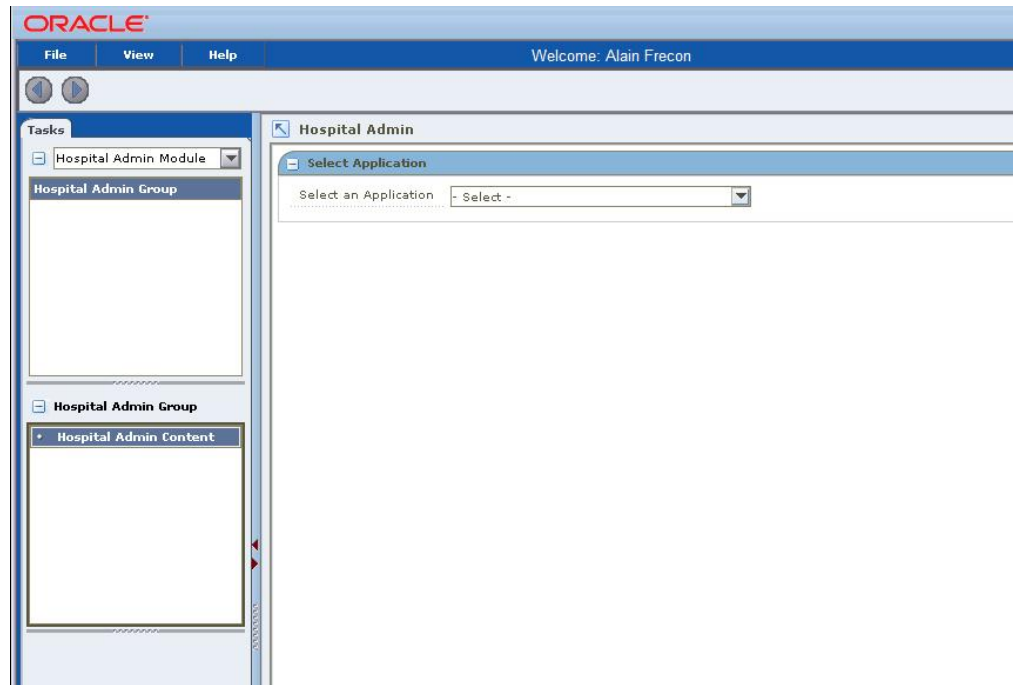 ORACLE
File View Help Welcome: Alain Frecon
Tasks
Hospital Admin Module
Hospital Admin Group
Hospital Admin Group
Hospital Admin Content
Hospital Admin
Select Application
Select an Application - Select -